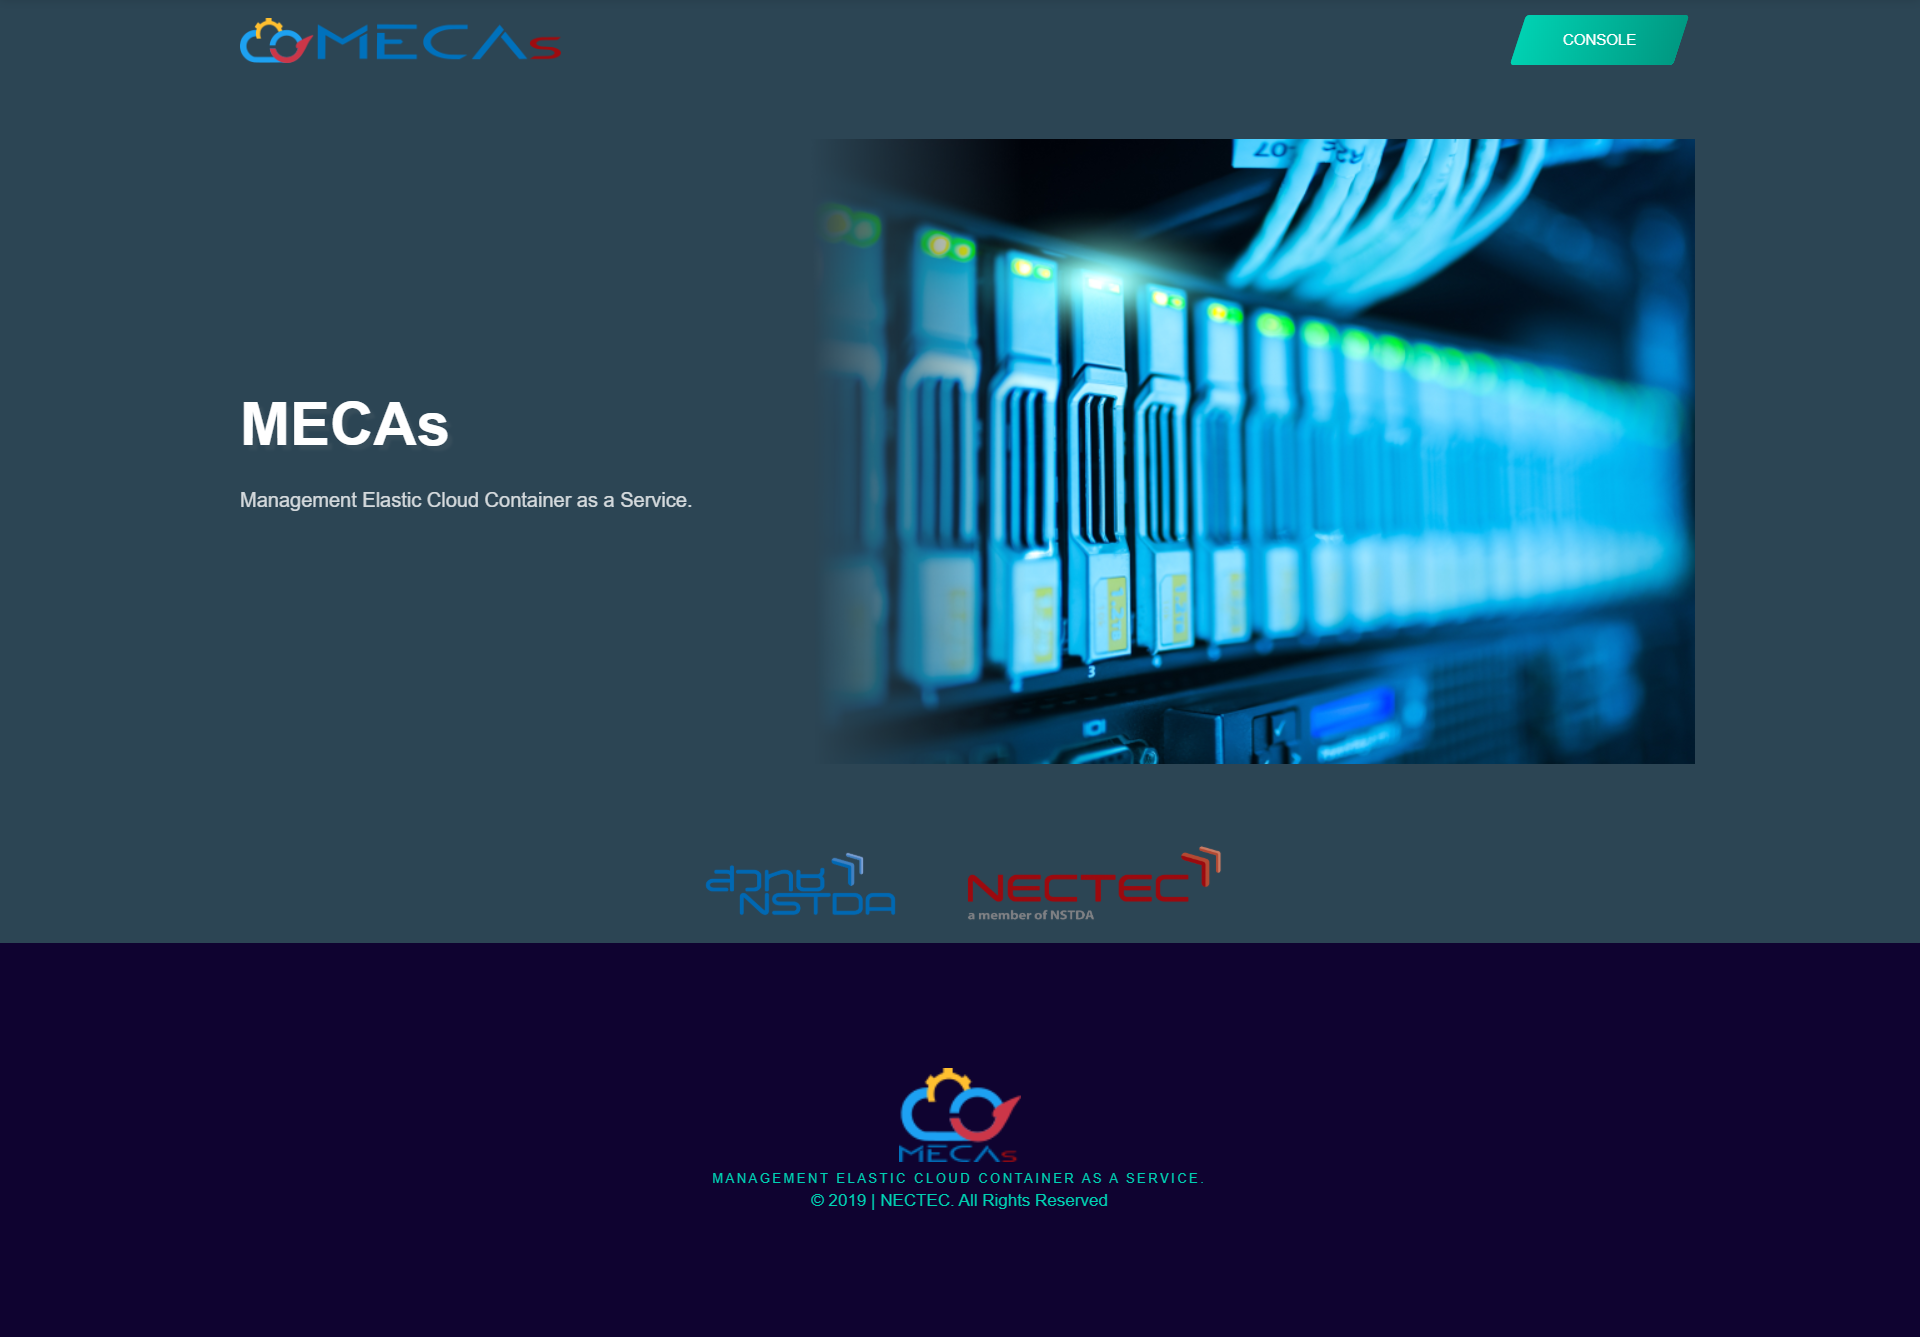 MECAs
CONSOLE
MECAs
Management Elastic Cloud Container as a Service.
3
สวทช
NSTDA
NECTEC
a member of NSTDA
MECAs
MANAGEMENT ELASTIC CLOUD CONTAINER AS A SERVICE.
© 2019 | NECTEC. All Rights Reserved